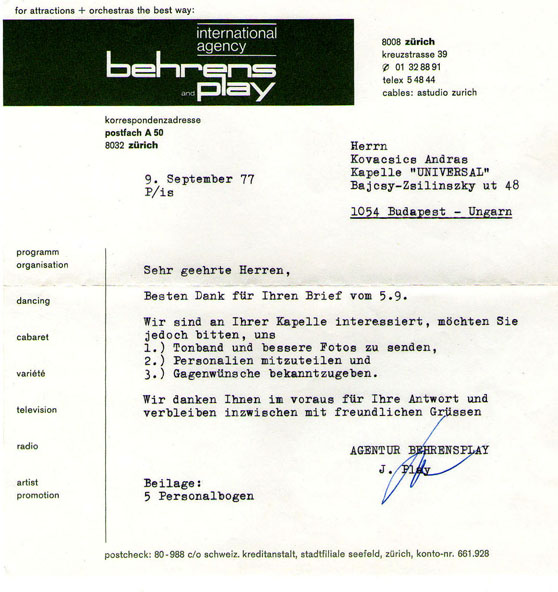 for attractions + orchestras the best way:
international
agency
behrens
and play
8008 zürich
kreuzstrasse 39
✆ 01 32 88 91
telex 5 48 44
cables: astudio zurich
korrespondenzadresse
postfach A 50
8032 zürich
Herrn
Kovacsics Andras
Kapelle "UNIVERSAL"
Bajcsy-Zsilinszky ut 48
1054 Budapest - Ungarn
9. September 77
P/is
programm
organisation
dancing
cabaret
variété
television
radio
artist
promotion
Sehr geehrte Herren,
Besten Dank für Ihren Brief vom 5.9.
Wir sind an Ihrer Kapelle interessiert, möchten Sie
jedoch bitten, uns
1.) Tonband und bessere Fotos zu senden,
2.) Personalien mitzuteilen und
3.) Gagenwünsche bekanntzugeben.
Wir danken Ihnen im voraus für Ihre Antwort und
verbleiben inzwischen mit freundlichen Grüssen
AGENTUR BEHRENSPLAY
J. Play
Beilage:
5 Personalbogen
postcheck: 80-988 c/o schweiz. kreditanstalt, stadtfiliale seefeld, zürich, konto-nr. 661.928